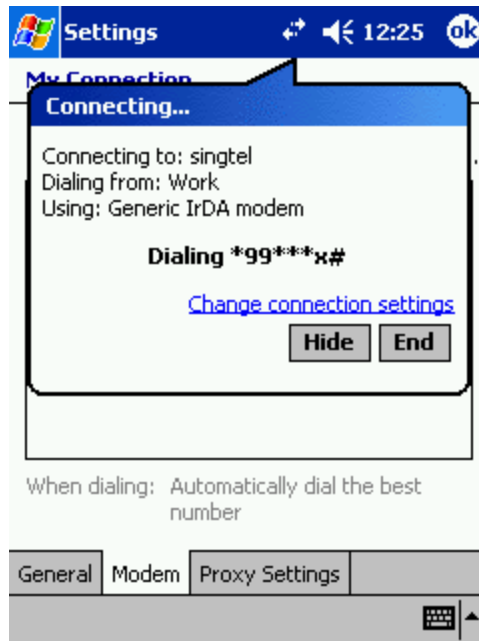 Settings 12:25 ok
My Connection
Connecting...
Connecting to: singtel
Dialing from: Work
Using: Generic IrDA modem
Dialing *99***x#
Change connection settings
Hide End
When dialing: Automatically dial the best
number
General Modem Proxy Settings